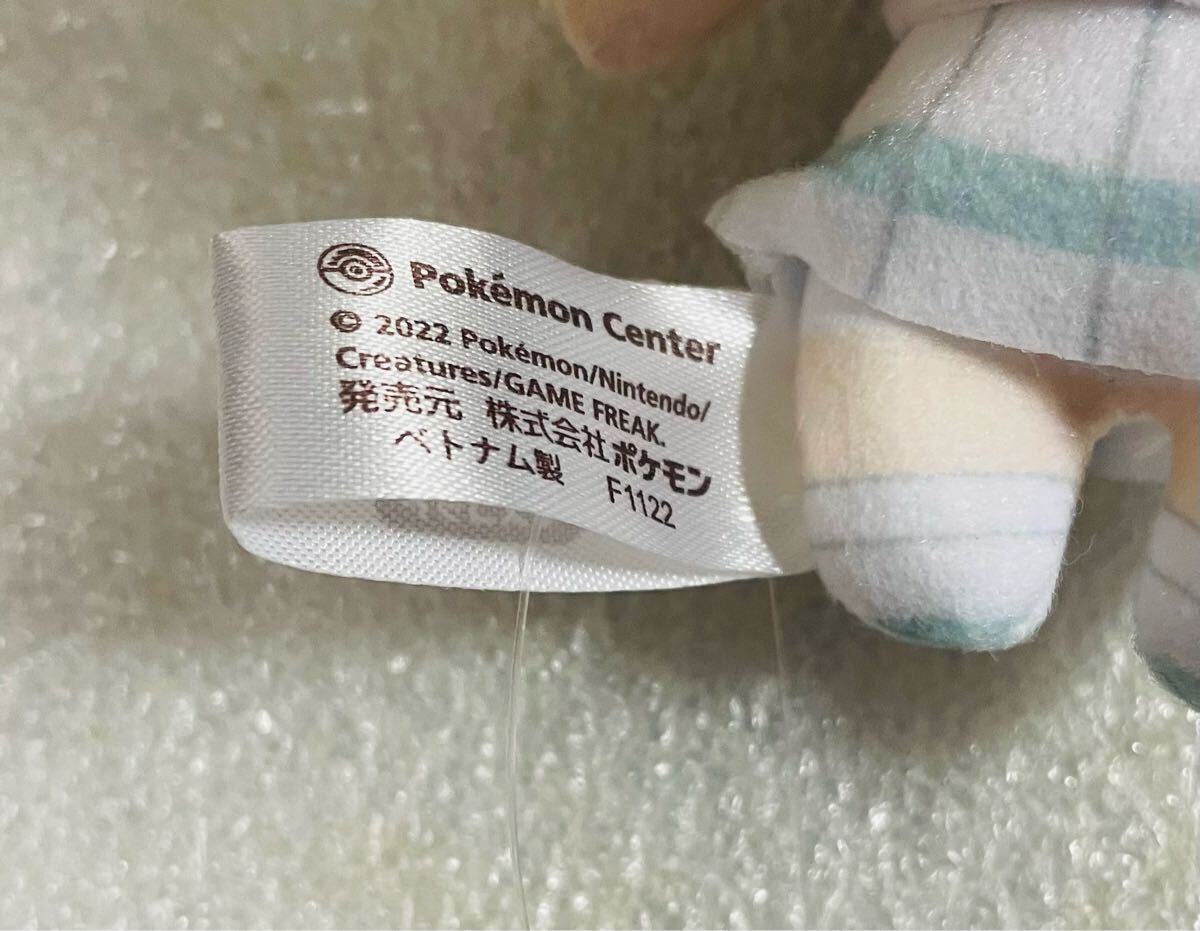 Pokémon Center
© 2022 Pokémon/Nintendo/
Creatures/GAME FREAK.
発売元 株式会社ポケモン
ベトナム製 F1122